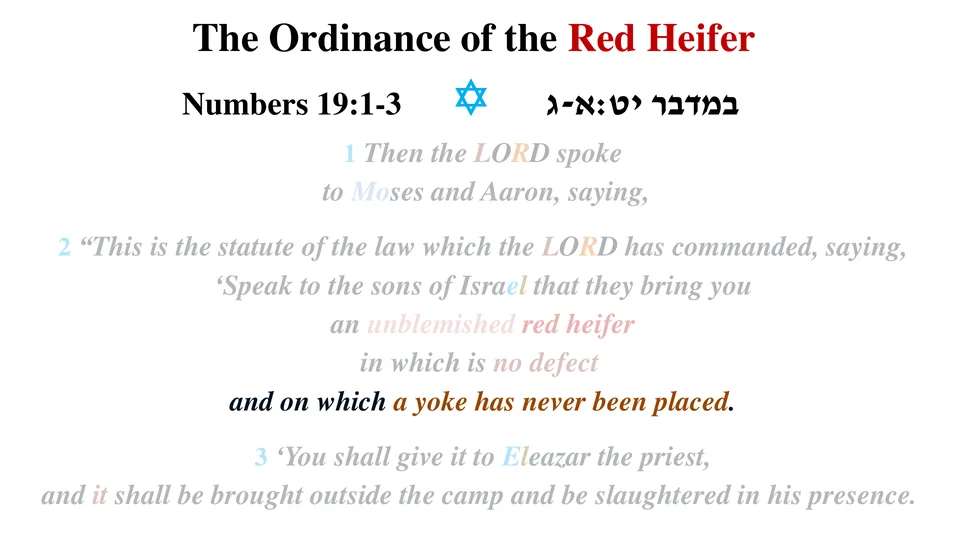 The Ordinance of the Red Heifer
Numbers 19:1-3 ✡ במדבר יט:א-ג
1 Then the LORD spoke
to Moses and Aaron, saying,
2 “This is the statute of the law which the LORD has commanded, saying,
‘Speak to the sons of Israel that they bring you
an unblemished red heifer
in which is no defect
and on which a yoke has never been placed.
3 ‘You shall give it to Eleazar the priest,
and it shall be brought outside the camp and be slaughtered in his presence.